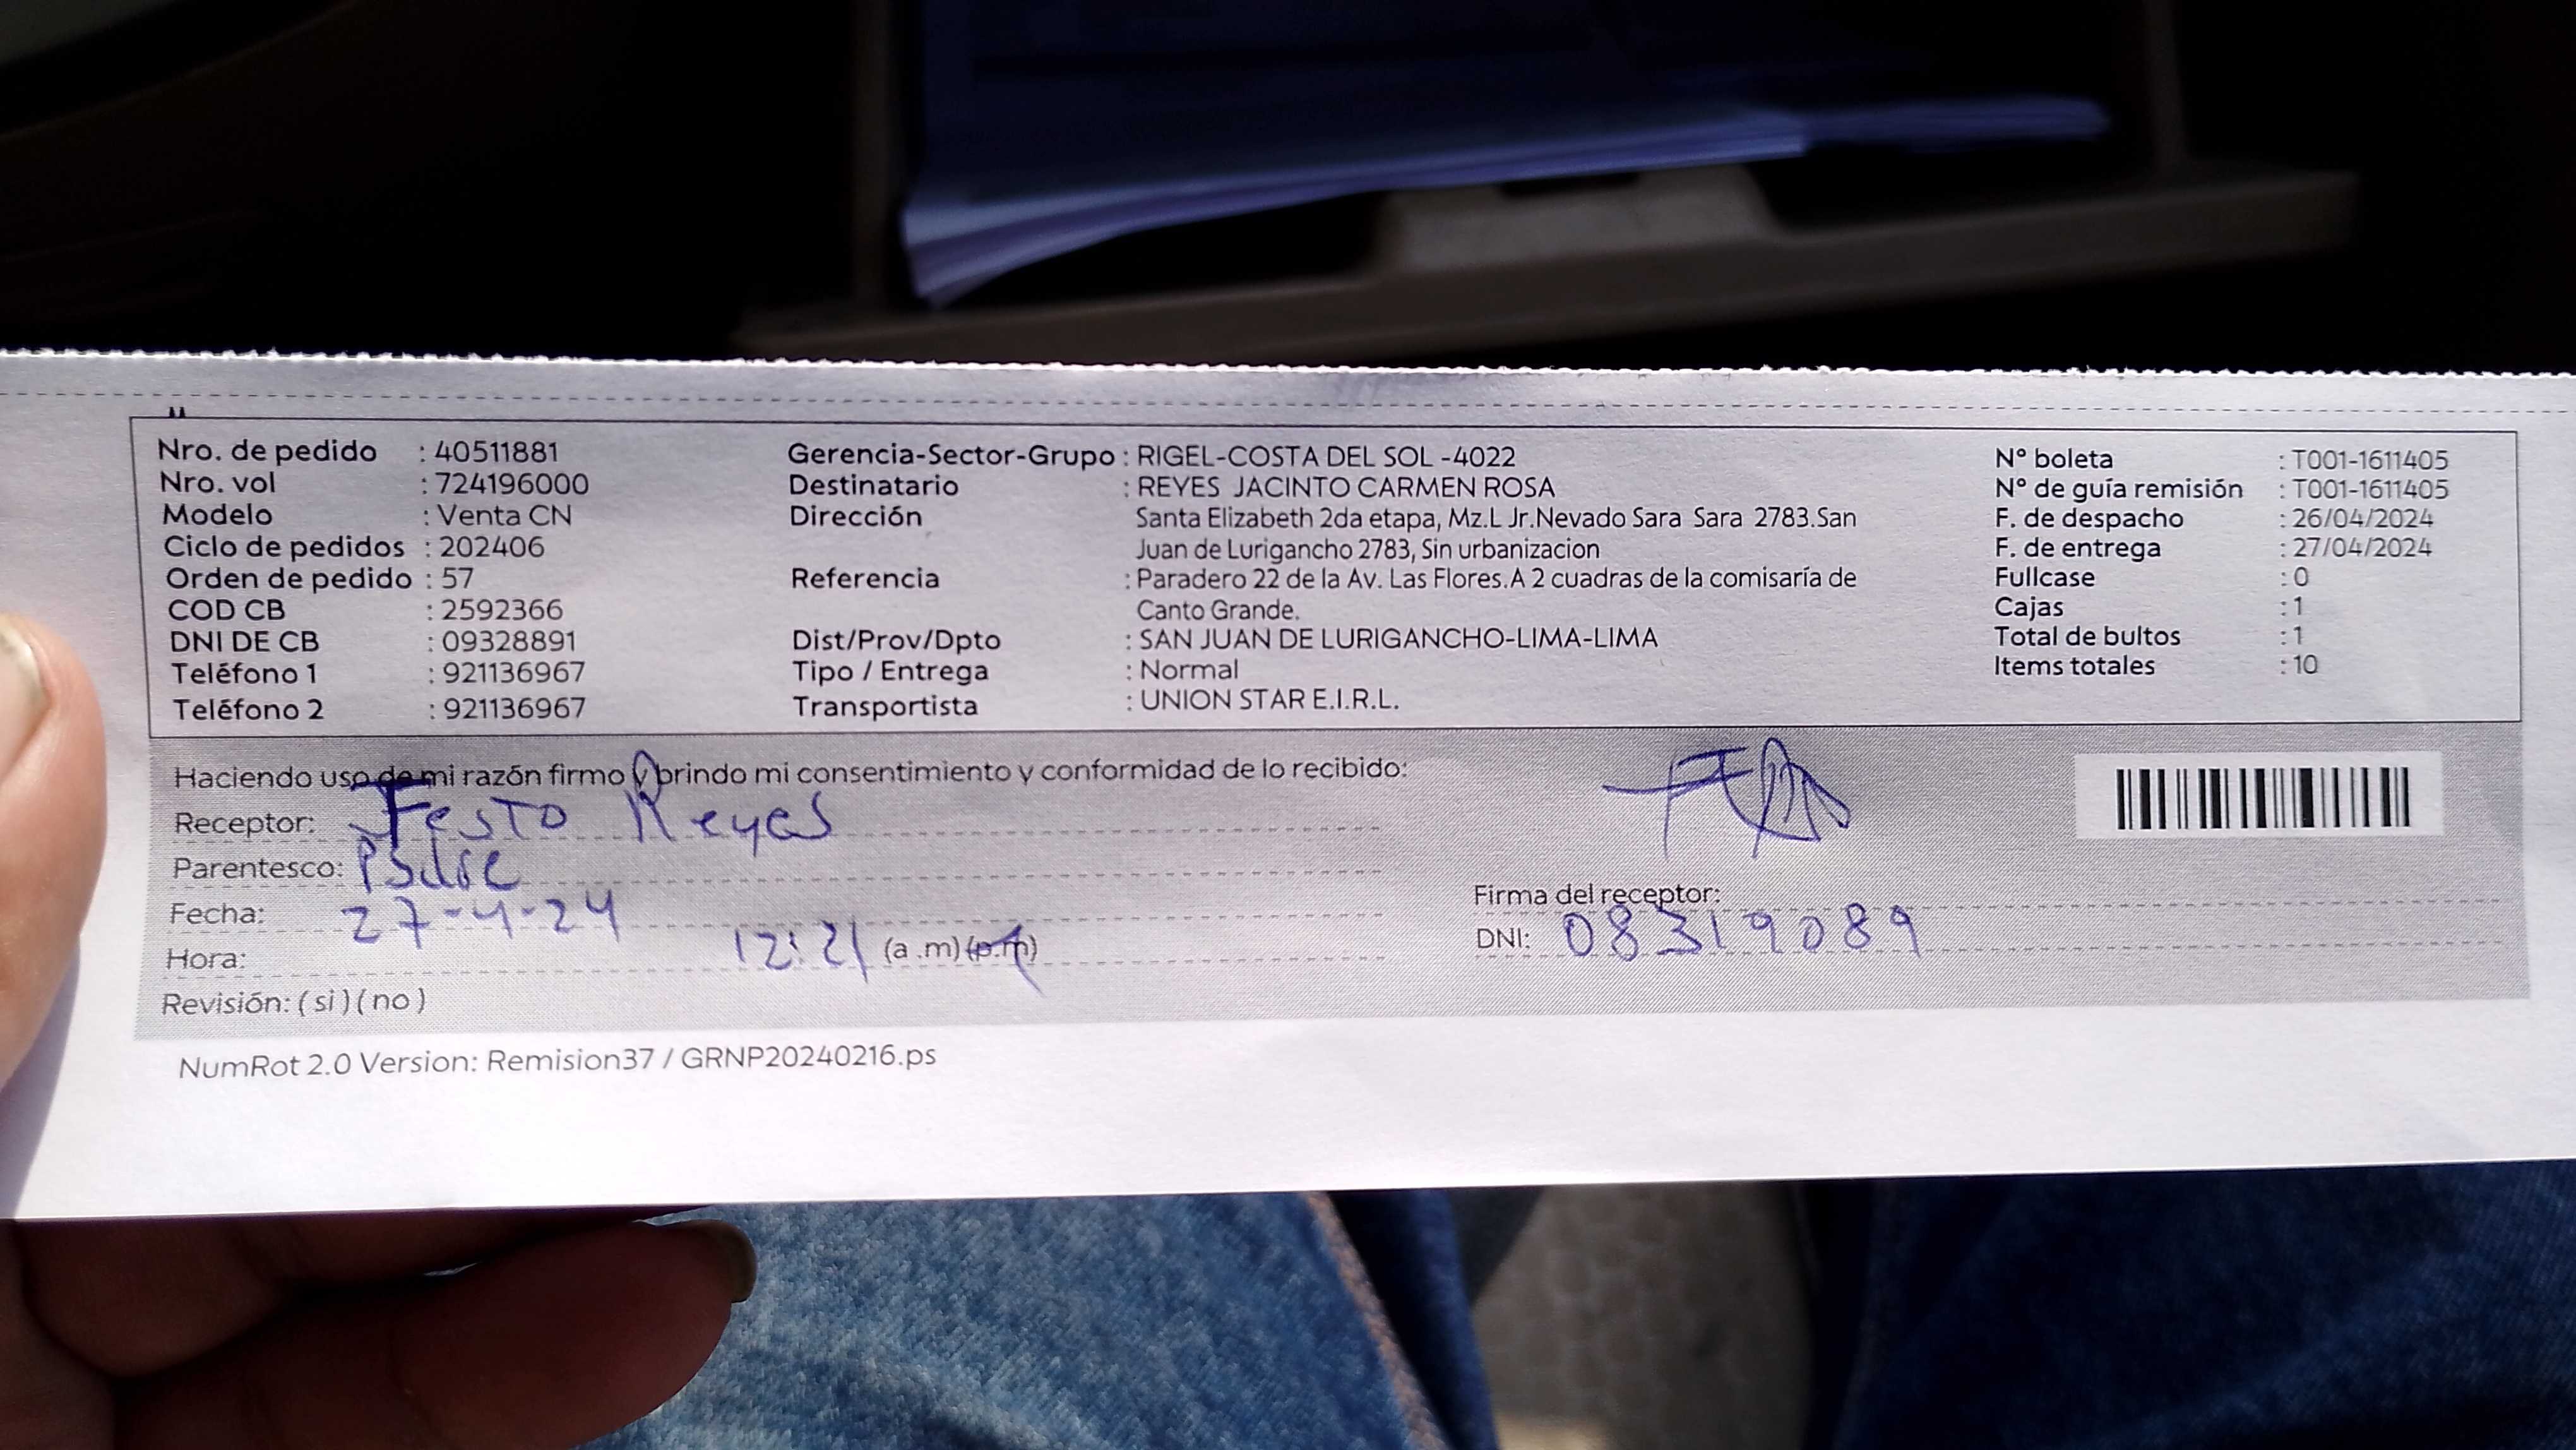 Nro. de pedido : 40511881
Nro. vol : 724196000
Modelo : Venta CN
Ciclo de pedidos : 202406
Orden de pedido : 57
COD CB : 2592366
DNI DE CB : 09328891
Teléfono 1 : 921136967
Teléfono 2 : 921136967
Gerencia-Sector-Grupo : RIGEL-COSTA DEL SOL -4022
Destinatario : REYES JACINTO CARMEN ROSA
Dirección Santa Elizabeth 2da etapa, Mz.L Jr.Nevado Sara Sara 2783.San
Juan de Lurigancho 2783, Sin urbanizacion
Referencia : Paradero 22 de la Av. Las Flores.A 2 cuadras de la comisaría de
Canto Grande.
Dist/Prov/Dpto : SAN JUAN DE LURIGANCHO-LIMA-LIMA
Tipo / Entrega : Normal
Transportista : UNION STAR E.I.R.L.
N° boleta : T001-1611405
N° de guía remisión : T001-1611405
F. de despacho : 26/04/2024
F. de entrega : 27/04/2024
Fullcase : 0
Cajas : 1
Total de bultos : 1
Items totales : 10
Haciendo uso de mi razón firmo y brindo mi consentimiento y conformidad de lo recibido:
Receptor: Festo Reyes
Parentesco: Padre
Fecha: 27-4-24
Hora: 12:21 (a .m) (p.m)
Revisión: ( si ) ( no )
Firma del receptor:
DNI: 08319089
NumRot 2.0 Version: Remision37 / GRNP20240216.ps